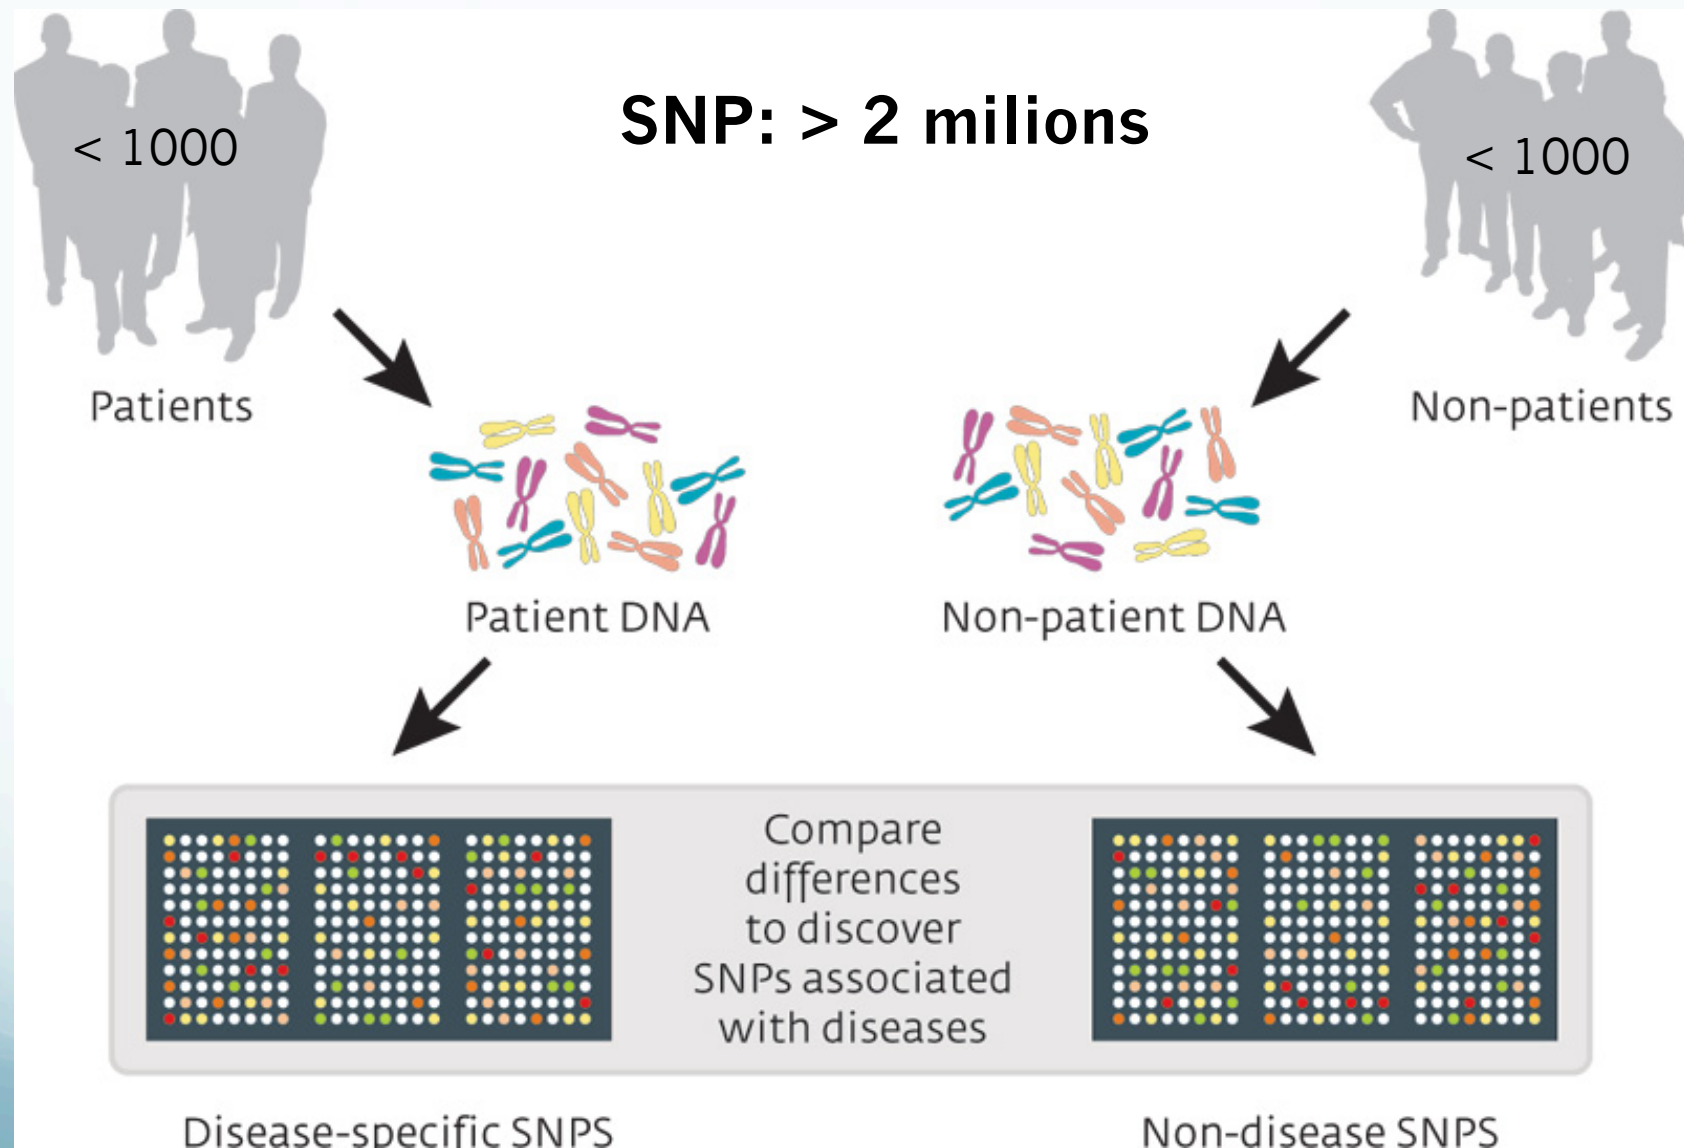 SNP: > 2 milions
< 1000
< 1000
Patients
Non-patients
Patient DNA
Non-patient DNA
Compare
differences
to discover
SNPs associated
with diseases
Disease-specific SNPS
Non-disease SNPS